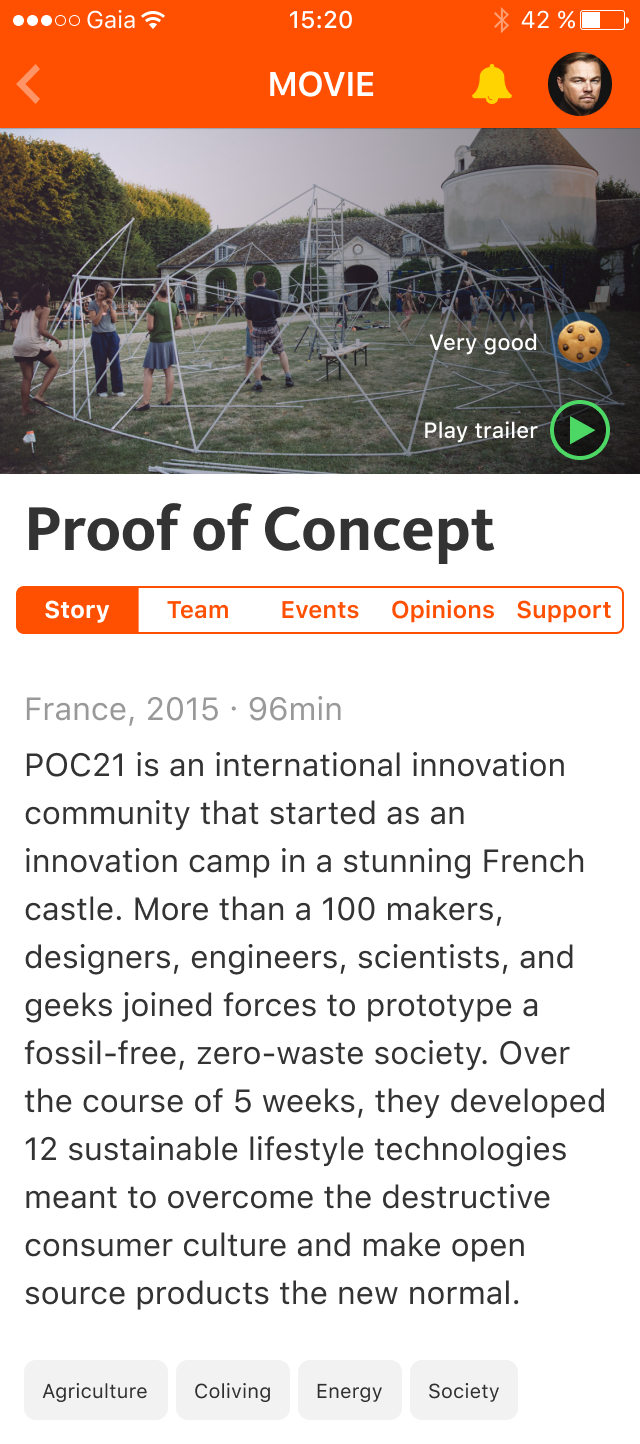 Gaia 15:20 42 %
MOVIE
Very good
Play trailer
Proof of Concept
Story Team Events Opinions Support
France, 2015 · 96min
POC21 is an international innovation
community that started as an
innovation camp in a stunning French
castle. More than a 100 makers,
designers, engineers, scientists, and
geeks joined forces to prototype a
fossil-free, zero-waste society. Over
the course of 5 weeks, they developed
12 sustainable lifestyle technologies
meant to overcome the destructive
consumer culture and make open
source products the new normal.
Agriculture Coliving Energy Society